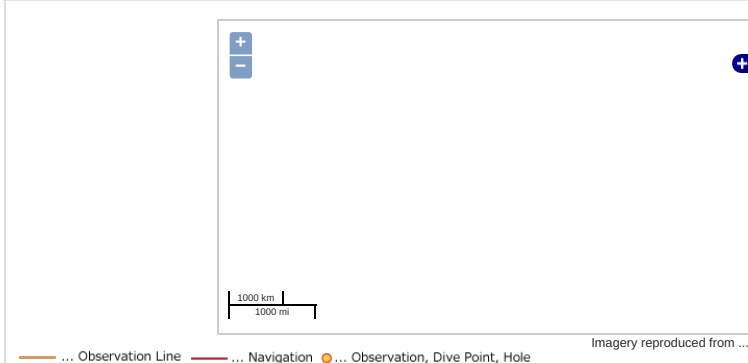 +
−
+
1000 km
1000 mi
Imagery reproduced from ...
... Observation Line ... Navigation ... Observation, Dive Point, Hole